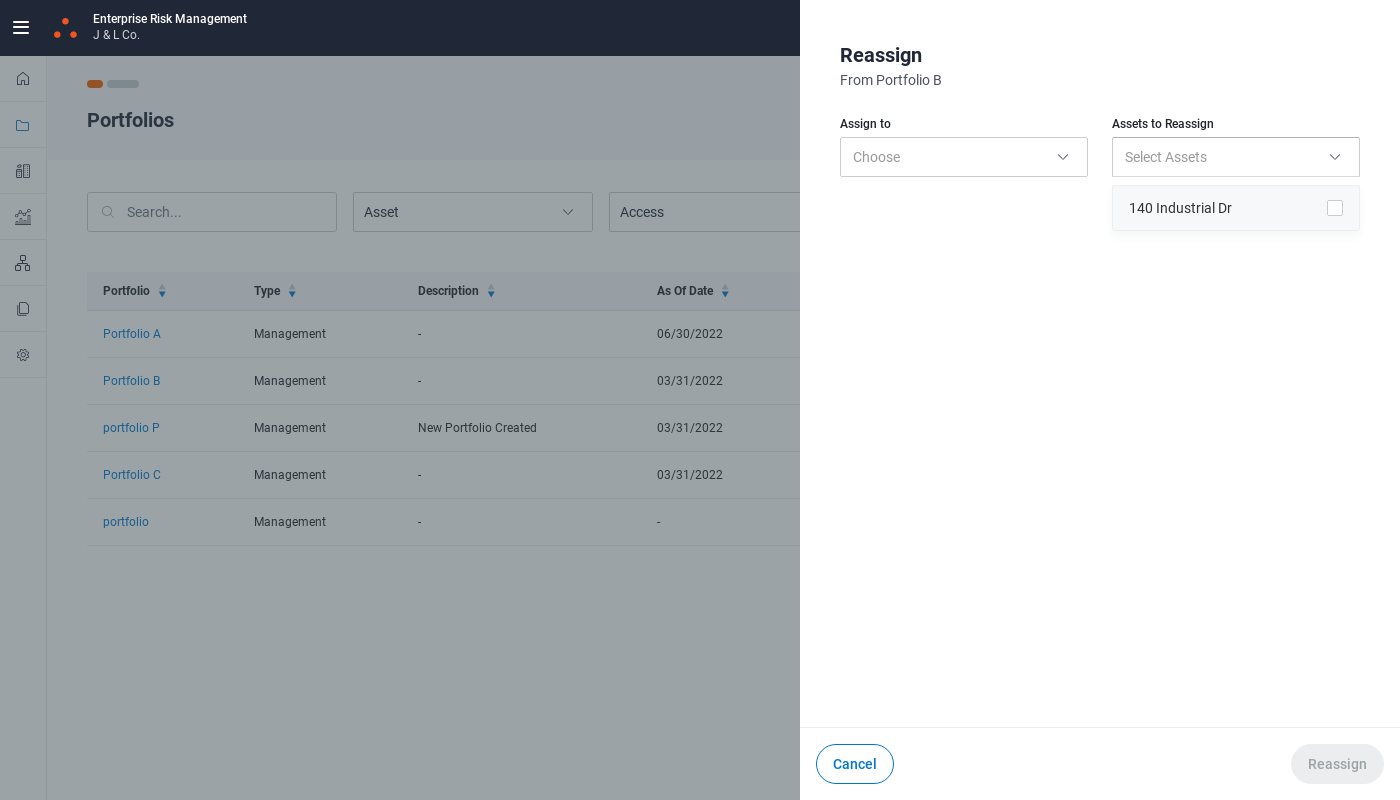 Enterprise Risk Management
J & L Co.
Portfolios
Search...
Asset
Access
Portfolio Type Description As Of Date
Portfolio A Management - 06/30/2022
Portfolio B Management - 03/31/2022
portfolio P Management New Portfolio Created 03/31/2022
Portfolio C Management - 03/31/2022
portfolio Management - -
Reassign
From Portfolio B
Assign to
Choose
Assets to Reassign
Select Assets
140 Industrial Dr
Cancel
Reassign